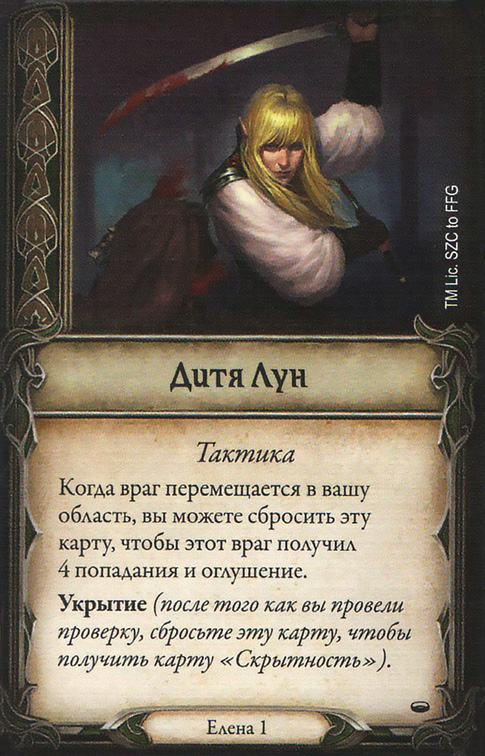 TM Lic. SZC to FFG
Дитя Лун
Тактика
Когда враг перемещается в вашу
область, вы можете сбросить эту
карту, чтобы этот враг получил
4 попадания и оглушение.
Укрытие (после того как вы провели
проверку, сбросьте эту карту, чтобы
получить карту «Скрытность»).
Елена 1